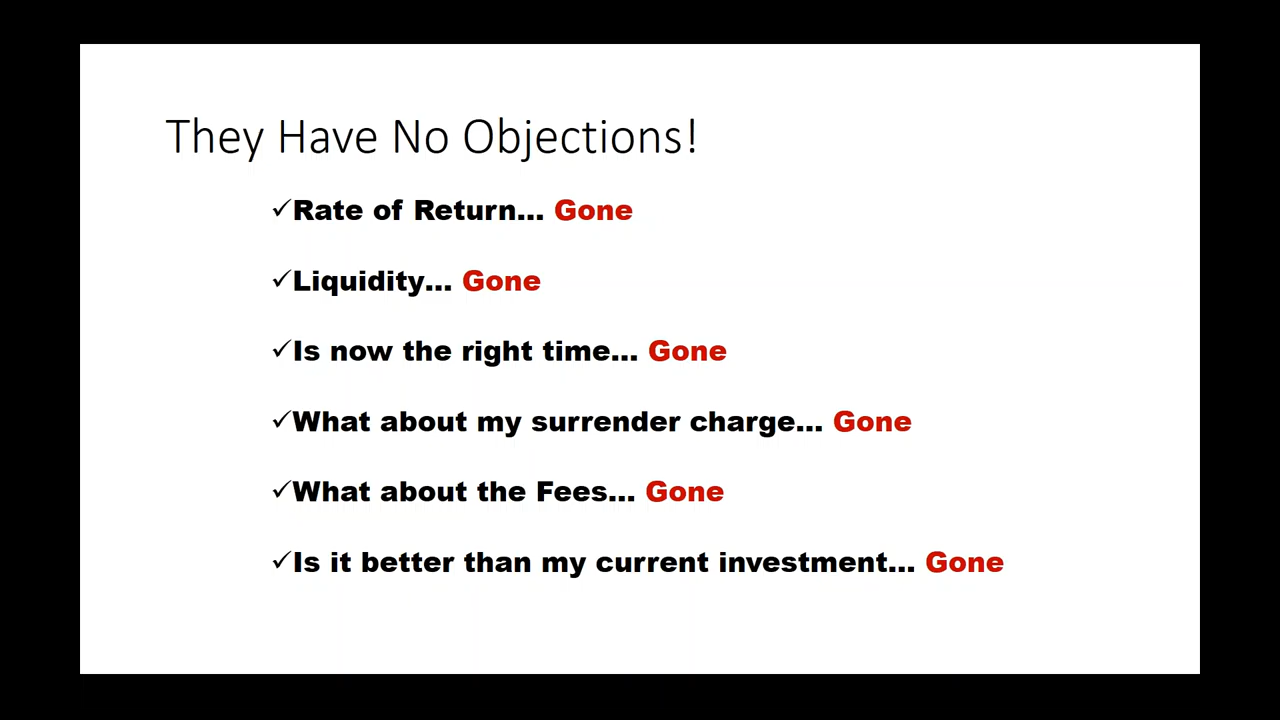 They Have No Objections!
✓Rate of Return... Gone
✓Liquidity... Gone
✓Is now the right time... Gone
✓What about my surrender charge... Gone
✓What about the Fees... Gone
✓Is it better than my current investment... Gone